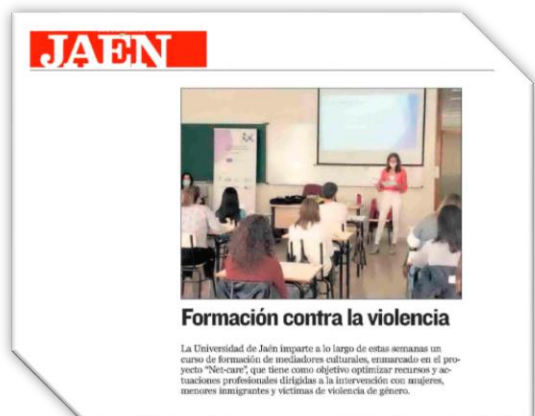 JAÉN
Formación contra la violencia
La Universidad de Jaén imparte a lo largo de estas semanas un
curso de formación de mediadores culturales, enmarcado en el pro-
yecto “Net-care”, que tiene como objetivo optimizar recursos y ac-
tuaciones profesionales dirigidas a la intervención con mujeres,
menores inmigrantes y víctimas de violencia de género.